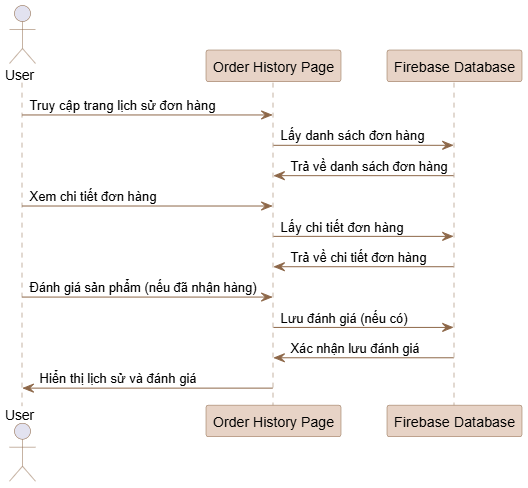 User
Order History Page
Firebase Database
Truy cập trang lịch sử đơn hàng
Lấy danh sách đơn hàng
Trả về danh sách đơn hàng
Xem chi tiết đơn hàng
Lấy chi tiết đơn hàng
Trả về chi tiết đơn hàng
Đánh giá sản phẩm (nếu đã nhận hàng)
Lưu đánh giá (nếu có)
Xác nhận lưu đánh giá
Hiển thị lịch sử và đánh giá
User
Order History Page
Firebase Database